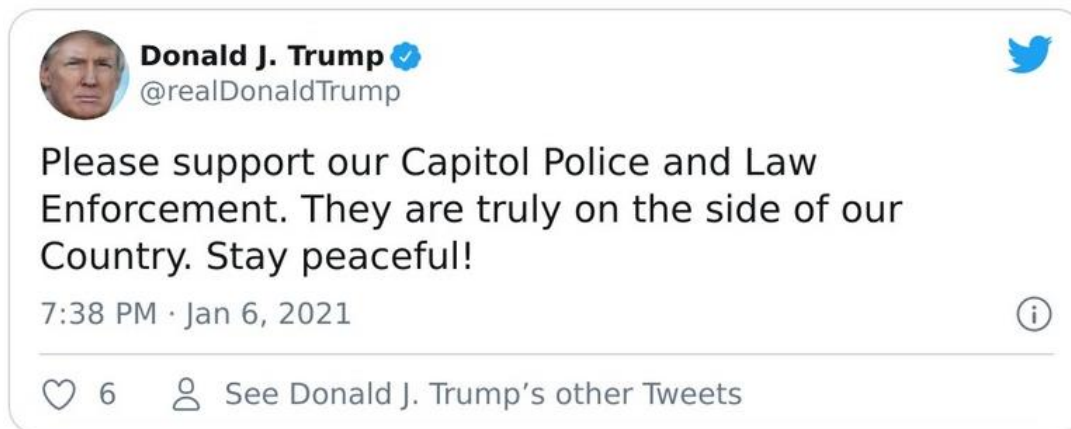 Donald J. Trump
@realDonaldTrump
Please support our Capitol Police and Law
Enforcement. They are truly on the side of our
Country. Stay peaceful!
7:38 PM · Jan 6, 2021
6 See Donald J. Trump’s other Tweets